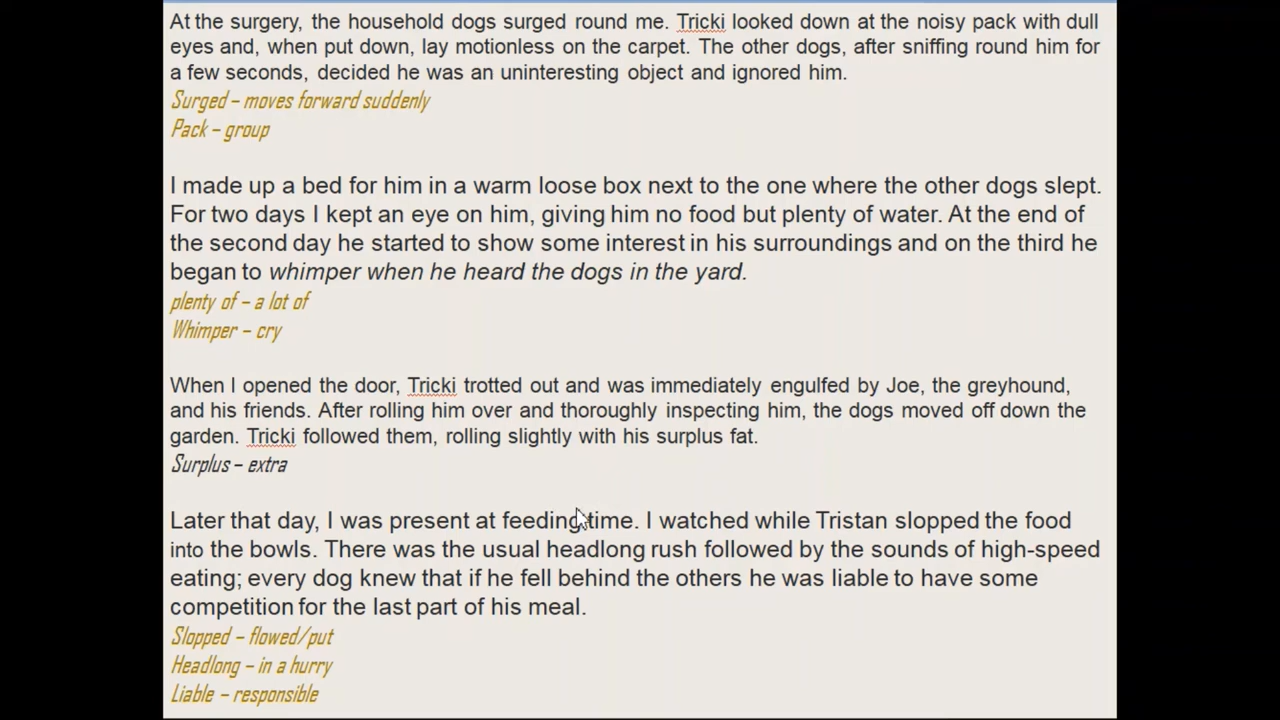 At the surgery, the household dogs surged round me. Tricki looked down at the noisy pack with dull
eyes and, when put down, lay motionless on the carpet. The other dogs, after sniffing round him for
a few seconds, decided he was an uninteresting object and ignored him.
Surged – moves forward suddenly
Pack – group
I made up a bed for him in a warm loose box next to the one where the other dogs slept.
For two days I kept an eye on him, giving him no food but plenty of water. At the end of
the second day he started to show some interest in his surroundings and on the third he
began to whimper when he heard the dogs in the yard.
plenty of – a lot of
Whimper – cry
When I opened the door, Tricki trotted out and was immediately engulfed by Joe, the greyhound,
and his friends. After rolling him over and thoroughly inspecting him, the dogs moved off down the
garden. Tricki followed them, rolling slightly with his surplus fat.
Surplus – extra
Later that day, I was present at feeding time. I watched while Tristan slopped the food
into the bowls. There was the usual headlong rush followed by the sounds of high-speed
eating; every dog knew that if he fell behind the others he was liable to have some
competition for the last part of his meal.
Slopped – flowed/put
Headlong – in a hurry
Liable – responsible